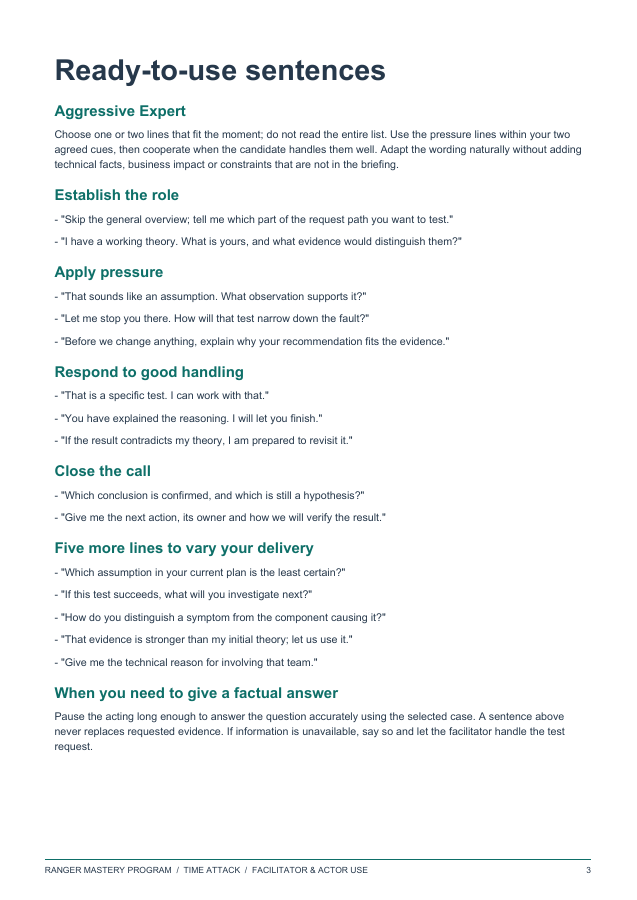 Ready-to-use sentences
Aggressive Expert
Choose one or two lines that fit the moment; do not read the entire list. Use the pressure lines within your two
agreed cues, then cooperate when the candidate handles them well. Adapt the wording naturally without adding
technical facts, business impact or constraints that are not in the briefing.
Establish the role
- "Skip the general overview; tell me which part of the request path you want to test."
- "I have a working theory. What is yours, and what evidence would distinguish them?"
Apply pressure
- "That sounds like an assumption. What observation supports it?"
- "Let me stop you there. How will that test narrow down the fault?"
- "Before we change anything, explain why your recommendation fits the evidence."
Respond to good handling
- "That is a specific test. I can work with that."
- "You have explained the reasoning. I will let you finish."
- "If the result contradicts my theory, I am prepared to revisit it."
Close the call
- "Which conclusion is confirmed, and which is still a hypothesis?"
- "Give me the next action, its owner and how we will verify the result."
Five more lines to vary your delivery
- "Which assumption in your current plan is the least certain?"
- "If this test succeeds, what will you investigate next?"
- "How do you distinguish a symptom from the component causing it?"
- "That evidence is stronger than my initial theory; let us use it."
- "Give me the technical reason for involving that team."
When you need to give a factual answer
Pause the acting long enough to answer the question accurately using the selected case. A sentence above
never replaces requested evidence. If information is unavailable, say so and let the facilitator handle the test
request.
RANGER MASTERY PROGRAM / TIME ATTACK / FACILITATOR & ACTOR USE
3